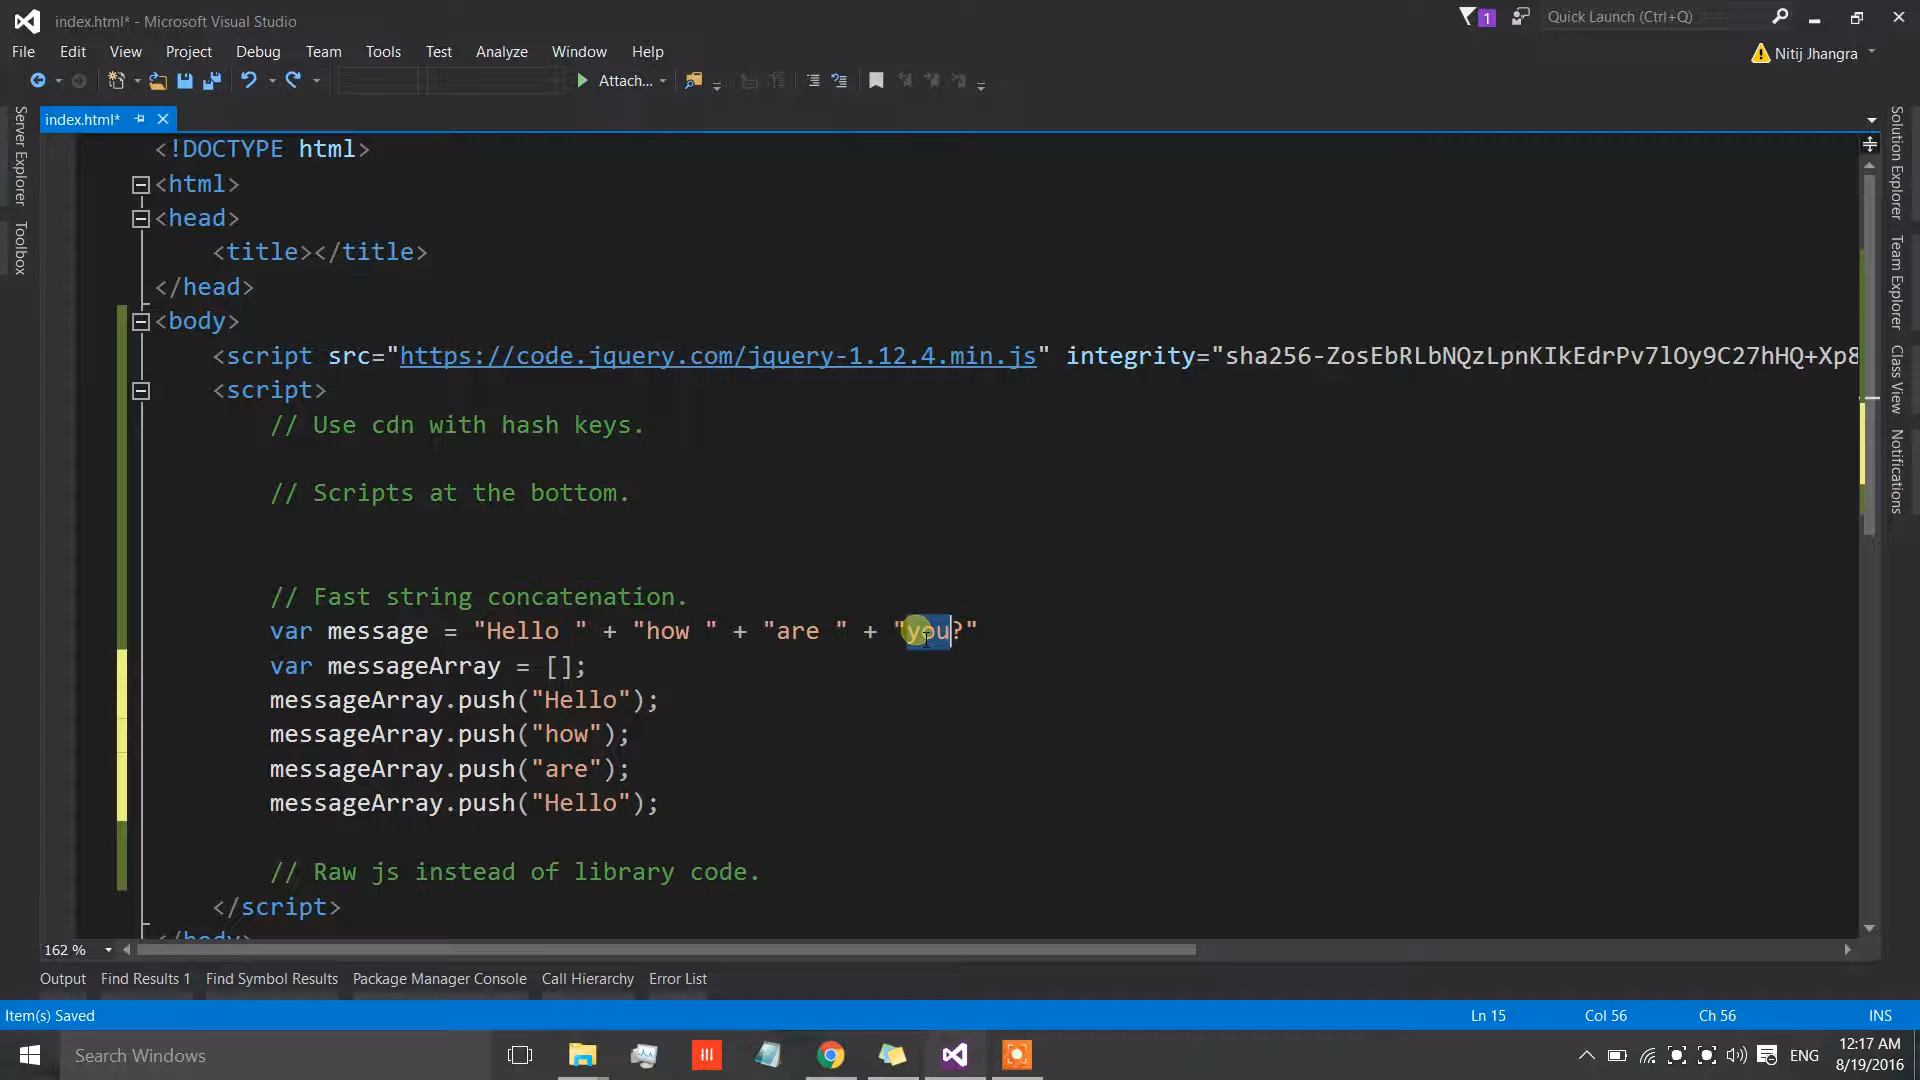 index.html* - Microsoft Visual Studio
1
Quick Launch (Ctrl+Q)
File Edit View Project Debug Team Tools Test Analyze Window Help
Nitij Jhangra
Attach...
index.html*
Server Explorer
Toolbox
Solution Explorer
Team Explorer
Class View
Notifications
<!DOCTYPE html>
<html>
<head>
<title></title>
</head>
<body>
<script src="https://code.jquery.com/jquery-1.12.4.min.js" integrity="sha256-ZosEbRLbNQzLpnKIkEdrPv7lOy9C27hHQ+Xp8
<script>
// Use cdn with hash keys.
// Scripts at the bottom.
// Fast string concatenation.
var message = "Hello " + "how " + "are " + "you?"
var messageArray = [];
messageArray.push("Hello");
messageArray.push("how");
messageArray.push("are");
messageArray.push("Hello");
// Raw js instead of library code.
</script>
</body>
162 %
Output Find Results 1 Find Symbol Results Package Manager Console Call Hierarchy Error List
Item(s) Saved Ln 15 Col 56 Ch 56 INS
Search Windows
ENG
12:17 AM
8/19/2016